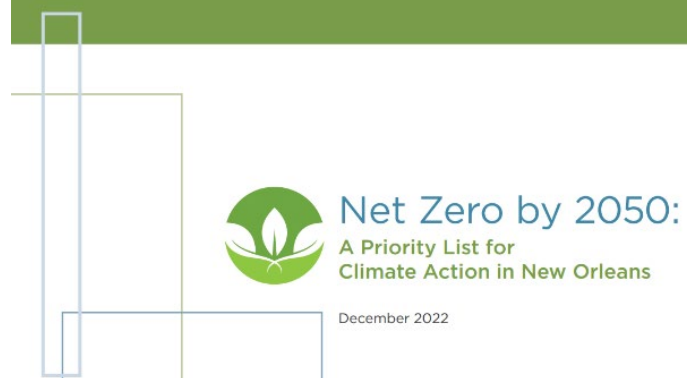 Net Zero by 2050:
A Priority List for
Climate Action in New Orleans
December 2022